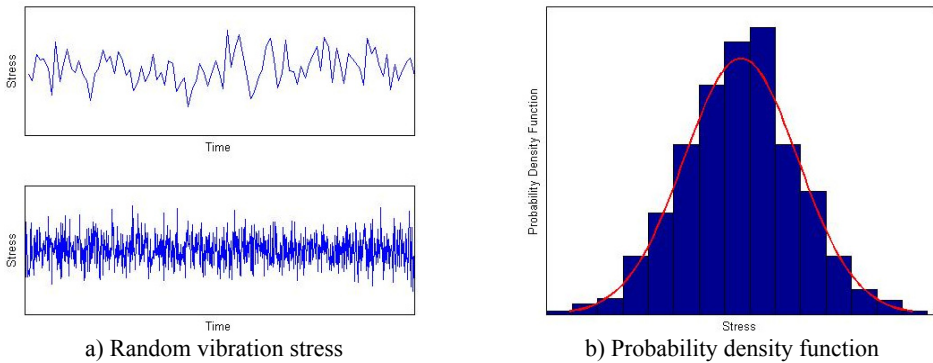 Stress
Time
Stress
Time
a) Random vibration stress
Probability Density Function
Stress
b) Probability density function